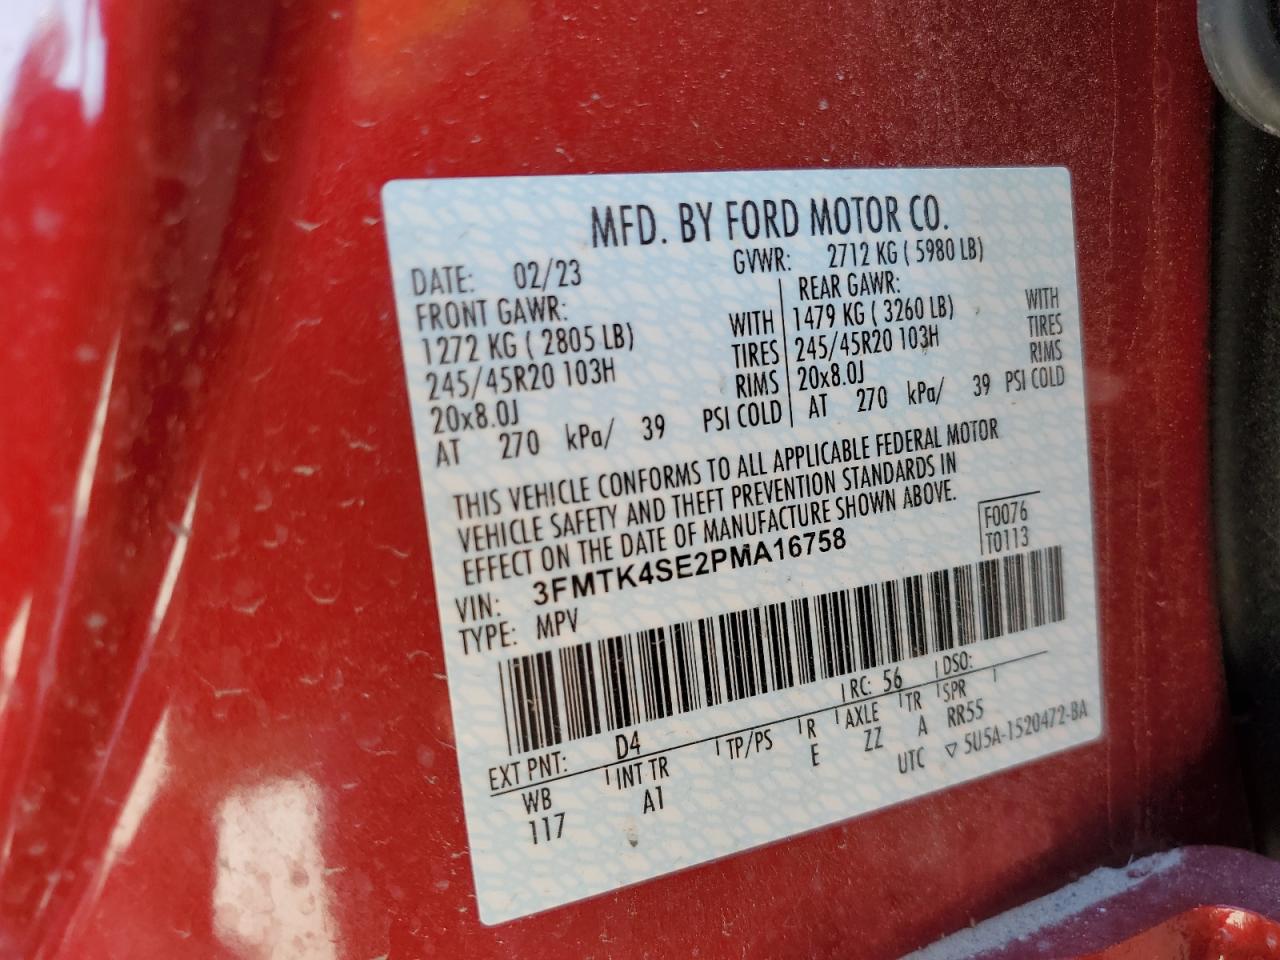 MFD. BY FORD MOTOR CO.
DATE: 02/23 GVWR: 2712 KG ( 5980 LB)
FRONT GAWR: REAR GAWR:
1272 KG ( 2805 LB) WITH 1479 KG ( 3260 LB) WITH
245/45R20 103H TIRES 245/45R20 103H TIRES
20x8.0J RIMS 20x8.0J RIMS
AT 270 kPa/ 39 PSI COLD AT 270 kPa/ 39 PSI COLD
THIS VEHICLE CONFORMS TO ALL APPLICABLE FEDERAL MOTOR
VEHICLE SAFETY AND THEFT PREVENTION STANDARDS IN
EFFECT ON THE DATE OF MANUFACTURE SHOWN ABOVE.
VIN: 3FMTK4SE2PMA16758 F0076
TYPE: MPV T0113
EXT PNT: D4 RC: 56 DSO:
WB INT TR TP/PS R AXLE TR SPR
117 A1 E ZZ A RR55
UTC ▽ 5U5A-1520472-BA